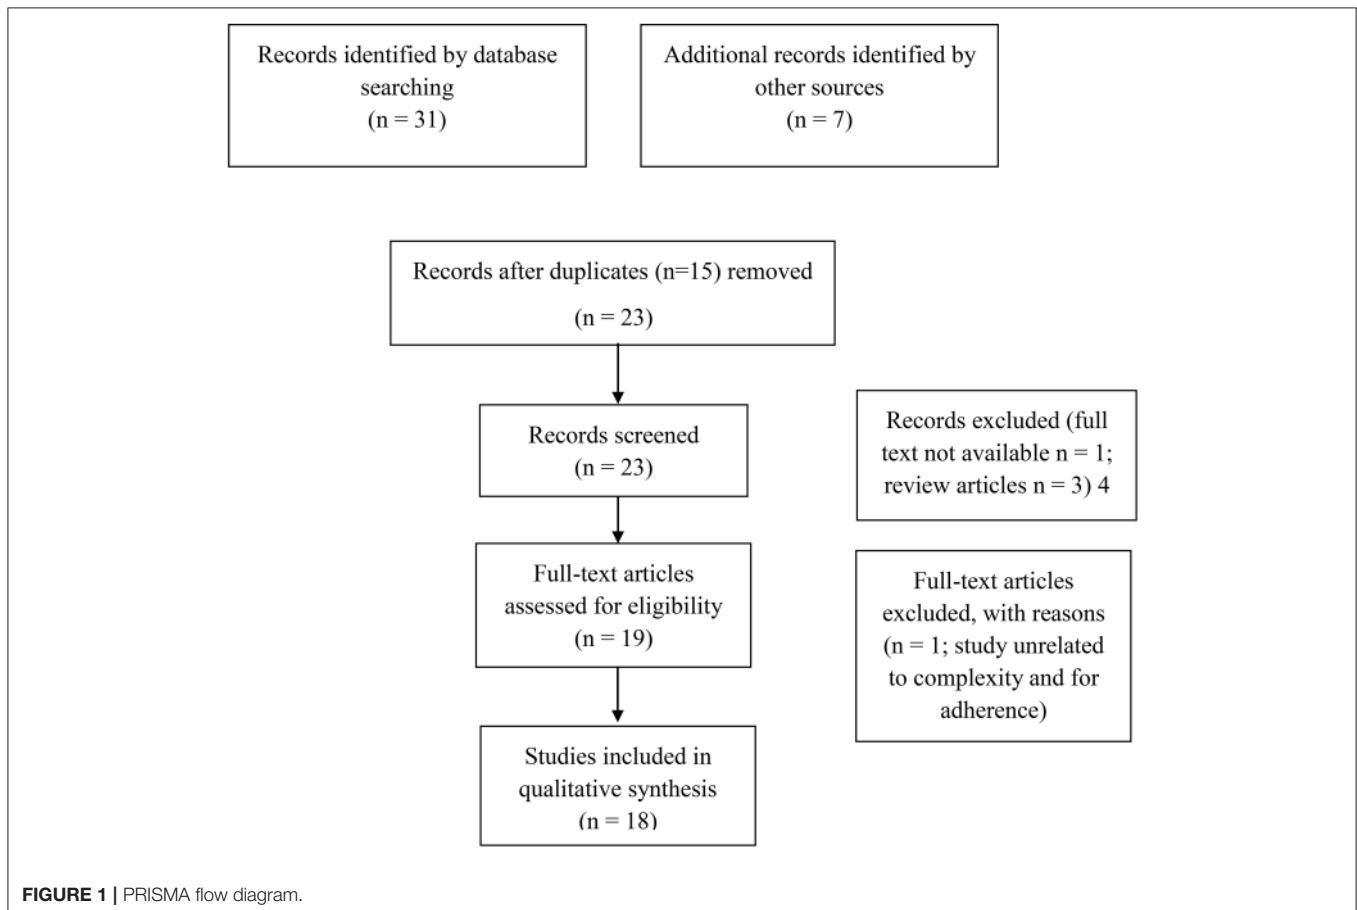 Records identified by database
searching
(n = 31)
Additional records identified by
other sources
(n = 7)
Records after duplicates (n=15) removed
(n = 23)
Records screened
(n = 23)
Records excluded (full
text not available n = 1;
review articles n = 3) 4
Full-text articles
assessed for eligibility
(n = 19)
Full-text articles
excluded, with reasons
(n = 1; study unrelated
to complexity and for
adherence)
Studies included in
qualitative synthesis
(n = 18)
FIGURE 1 | PRISMA flow diagram.